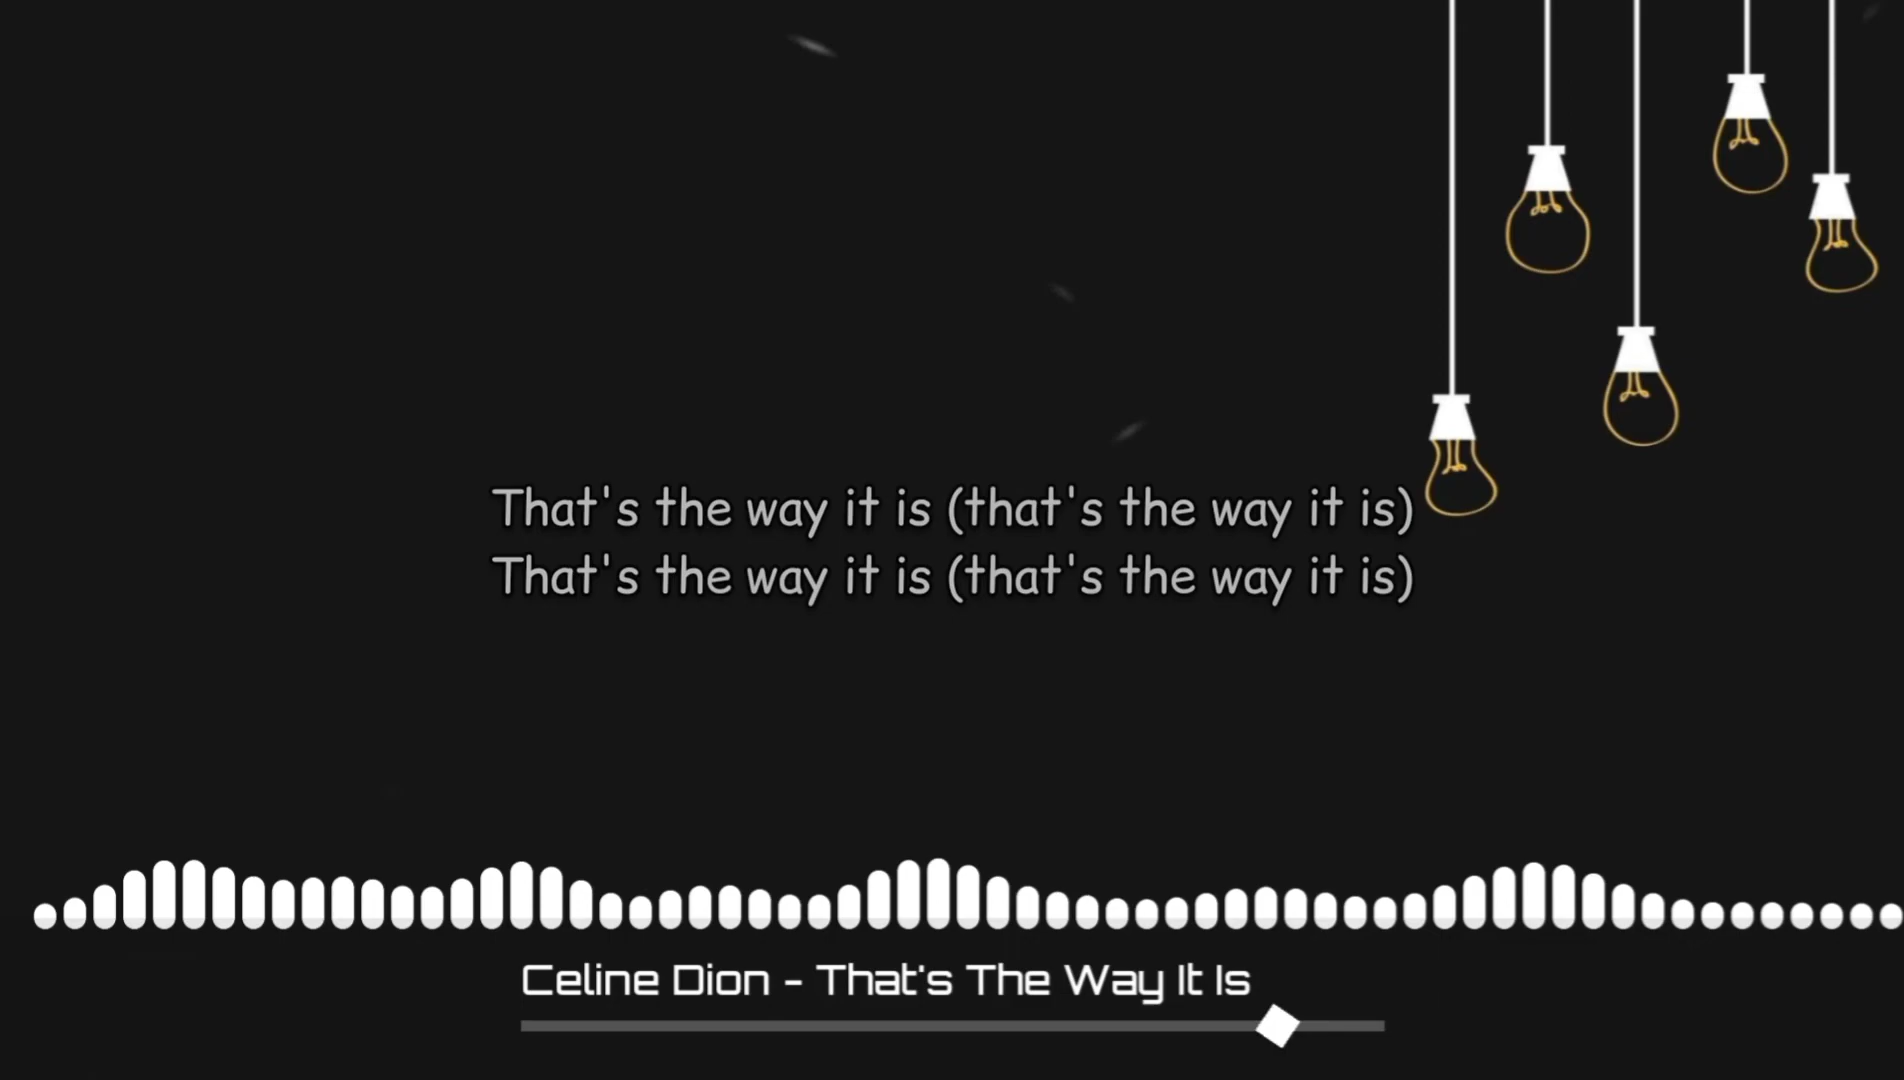 That's the way it is (that's the way it is)
That's the way it is (that's the way it is)
Celine Dion - That's The Way It Is